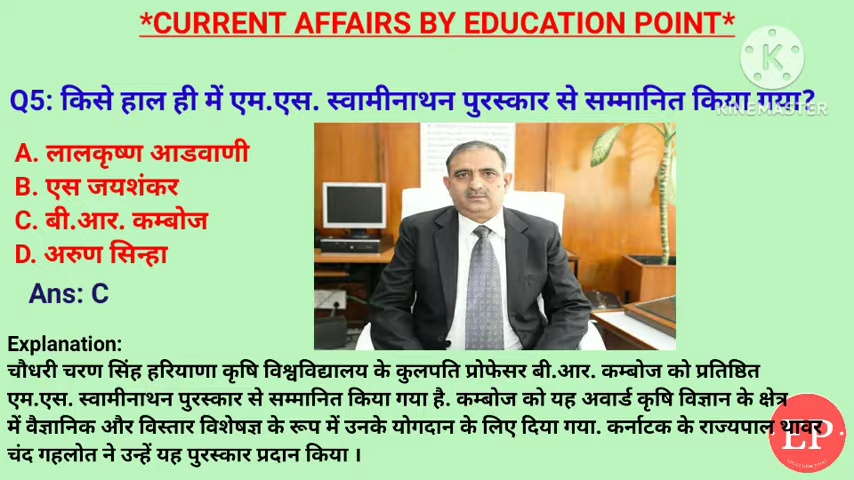 *CURRENT AFFAIRS BY EDUCATION POINT*
K
KINEMASTER
Q5: किसे हाल ही में एम.एस. स्वामीनाथन पुरस्कार से सम्मानित किया गया?
A. लालकृष्ण आडवाणी
B. एस जयशंकर
C. बी.आर. कम्बोज
D. अरुण सिन्हा
Ans: C
Explanation:
चौधरी चरण सिंह हरियाणा कृषि विश्वविद्यालय के कुलपति प्रोफेसर बी.आर. कम्बोज को प्रतिष्ठित
एम.एस. स्वामीनाथन पुरस्कार से सम्मानित किया गया है. कम्बोज को यह अवार्ड कृषि विज्ञान के क्षेत्र
में वैज्ञानिक और विस्तार विशेषज्ञ के रूप में उनके योगदान के लिए दिया गया. कर्नाटक के राज्यपाल थावर
चंद गहलोत ने उन्हें यह पुरस्कार प्रदान किया ।
EP